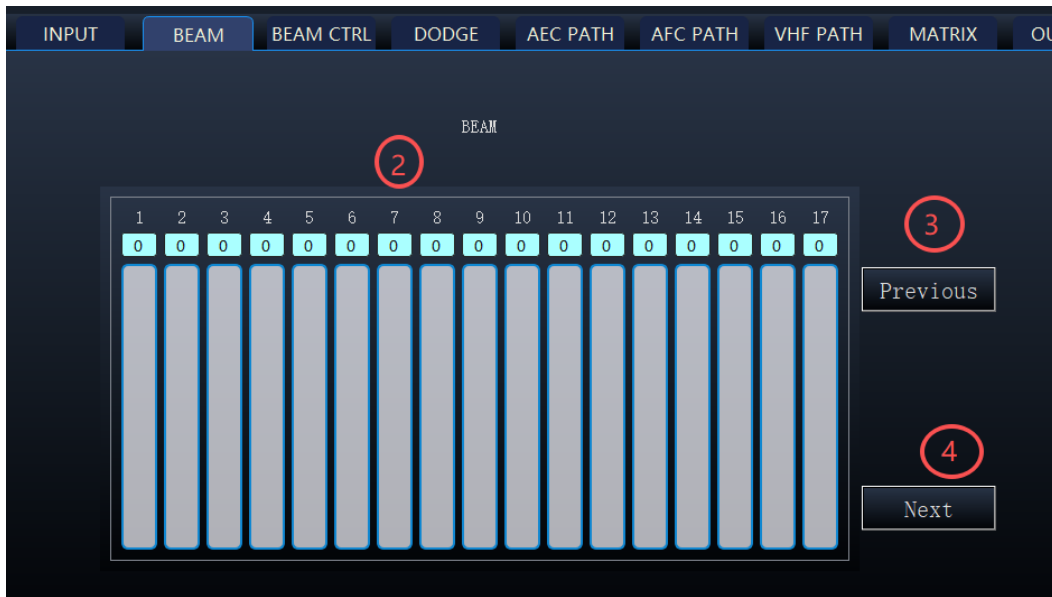 INPUT BEAM BEAM CTRL DODGE AEC PATH AFC PATH VHF PATH MATRIX OU
BEAM
2
1 2 3 4 5 6 7 8 9 10 11 12 13 14 15 16 17
0 0 0 0 0 0 0 0 0 0 0 0 0 0 0 0 0
3
Previous
4
Next